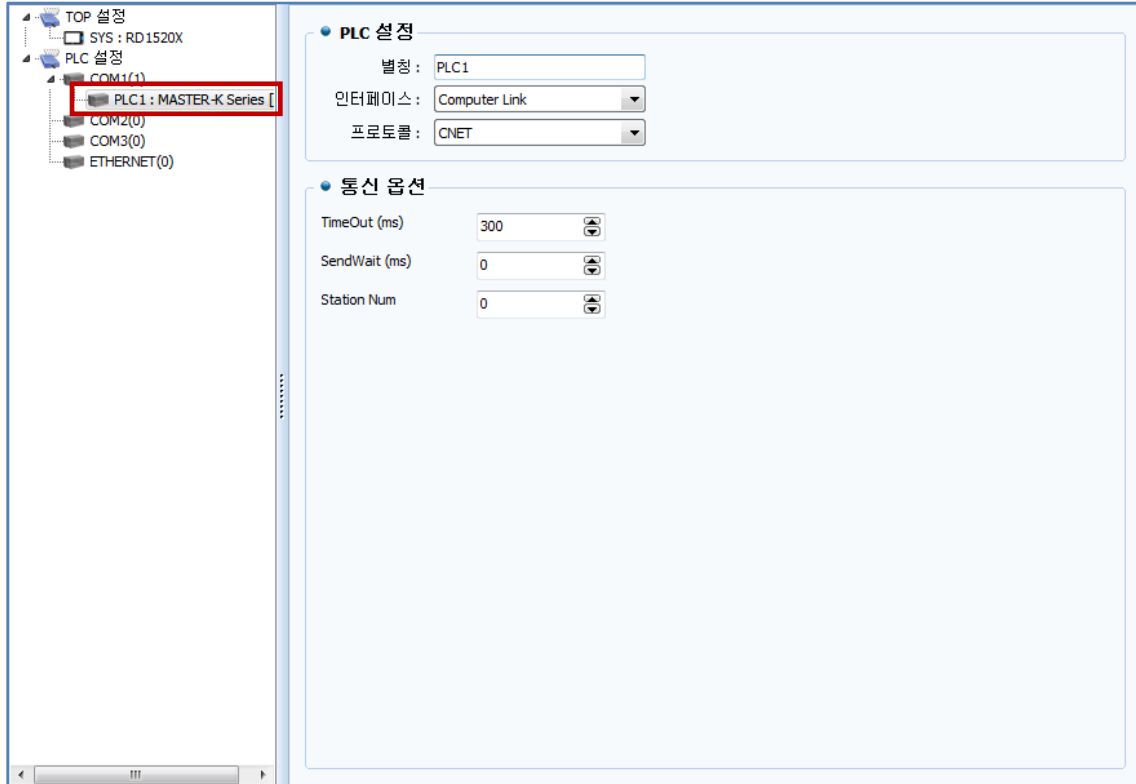 TOP 설정
SYS : RD1520X
PLC 설정
COM1(1)
PLC1 : MASTER-K Series [
COM2(0)
COM3(0)
ETHERNET(0)
PLC 설정
별칭 : PLC1
인터페이스 : Computer Link
프로토콜 : CNET
통신 옵션
TimeOut (ms) 300
SendWait (ms) 0
Station Num 0